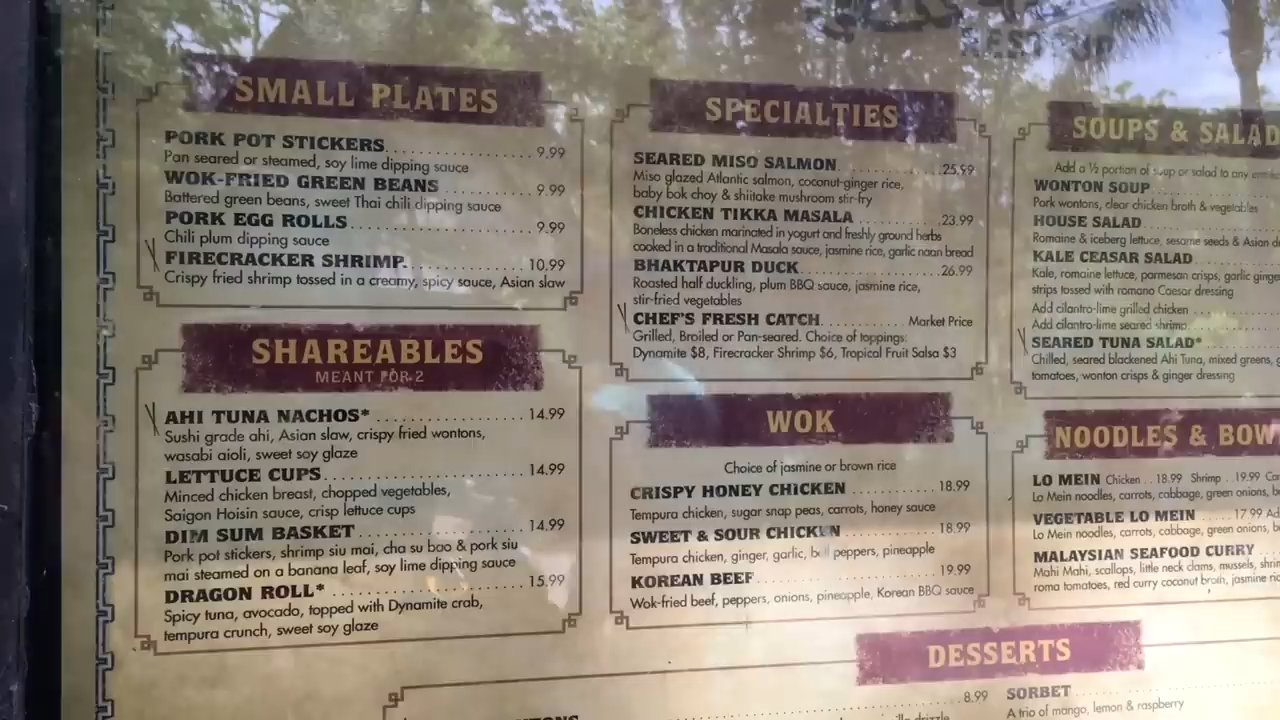 SMALL PLATES
PORK POT STICKERS 9.99
Pan seared or steamed, soy lime dipping sauce
WOK-FRIED GREEN BEANS 9.99
Battered green beans, sweet Thai chili dipping sauce
PORK EGG ROLLS 9.99
Chili plum dipping sauce
FIRECRACKER SHRIMP 10.99
Crispy fried shrimp tossed in a creamy, spicy sauce, Asian slaw
SHAREABLES
MEANT FOR 2
AHI TUNA NACHOS* 14.99
Sushi grade ahi, Asian slaw, crispy fried wontons,
wasabi aioli, sweet soy glaze
LETTUCE CUPS 14.99
Minced chicken breast, chopped vegetables,
Saigon Hoisin sauce, crisp lettuce cups
DIM SUM BASKET 14.99
Pork pot stickers, shrimp siu mai, cha su bao & pork siu
mai steamed on a banana leaf, soy lime dipping sauce
DRAGON ROLL* 15.99
Spicy tuna, avocado, topped with Dynamite crab,
tempura crunch, sweet soy glaze
SPECIALTIES
SEARED MISO SALMON 25.99
Miso glazed Atlantic salmon, coconut-ginger rice,
baby bok choy & shiitake mushroom stir-fry
CHICKEN TIKKA MASALA 23.99
Boneless chicken marinated in yogurt and freshly ground herbs
cooked in a traditional Masala sauce, jasmine rice, garlic naan bread
BHAKTAPUR DUCK 26.99
Roasted half duckling, plum BBQ sauce, jasmine rice,
stir-fried vegetables
CHEF'S FRESH CATCH Market Price
Grilled, Broiled or Pan-seared. Choice of toppings:
Dynamite $8, Firecracker Shrimp $6, Tropical Fruit Salsa $3
WOK
Choice of jasmine or brown rice
CRISPY HONEY CHICKEN 18.99
Tempura chicken, sugar snap peas, carrots, honey sauce
SWEET & SOUR CHICKEN 18.99
Tempura chicken, ginger, garlic, bell peppers, pineapple
KOREAN BEEF 19.99
Wok-fried beef, peppers, onions, pineapple, Korean BBQ sauce
SOUPS & SALAD
Add a ½ portion of soup or salad to any
WONTON SOUP
Pork wontons, clear chicken broth & vegetables
HOUSE SALAD
Romaine & iceberg lettuce, sesame seeds & Asian
KALE CEASAR SALAD
Kale, romaine lettuce, parmesan crisps, garlic
strips tossed with romano Caesar dressing
Add cilantro-lime grilled chicken
Add cilantro-lime seared shrimp
SEARED TUNA SALAD*
Chilled, seared blackened Ahi Tuna, mixed greens,
tomatoes, wonton crisps & ginger dressing
NOODLES & BOW
LO MEIN Chicken 18.99 Shrimp 19.99
Lo Mein noodles, carrots, cabbage, green onions,
VEGETABLE LO MEIN 17.99
Lo Mein noodles, carrots, cabbage, green onions,
MALAYSIAN SEAFOOD CURRY
Mahi Mahi, scallops, little neck clams, mussels,
roma tomatoes, red curry coconut broth, jasmine
DESSERTS
8.99
SORBET
A trio of mango, lemon & raspberry